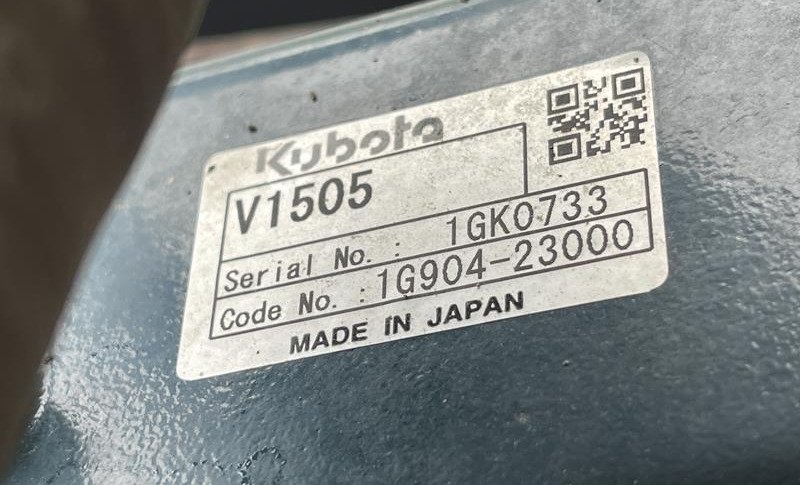 Kubota
V1505
Serial No. : 1GK0733
Code No. : 1G904-23000
MADE IN JAPAN